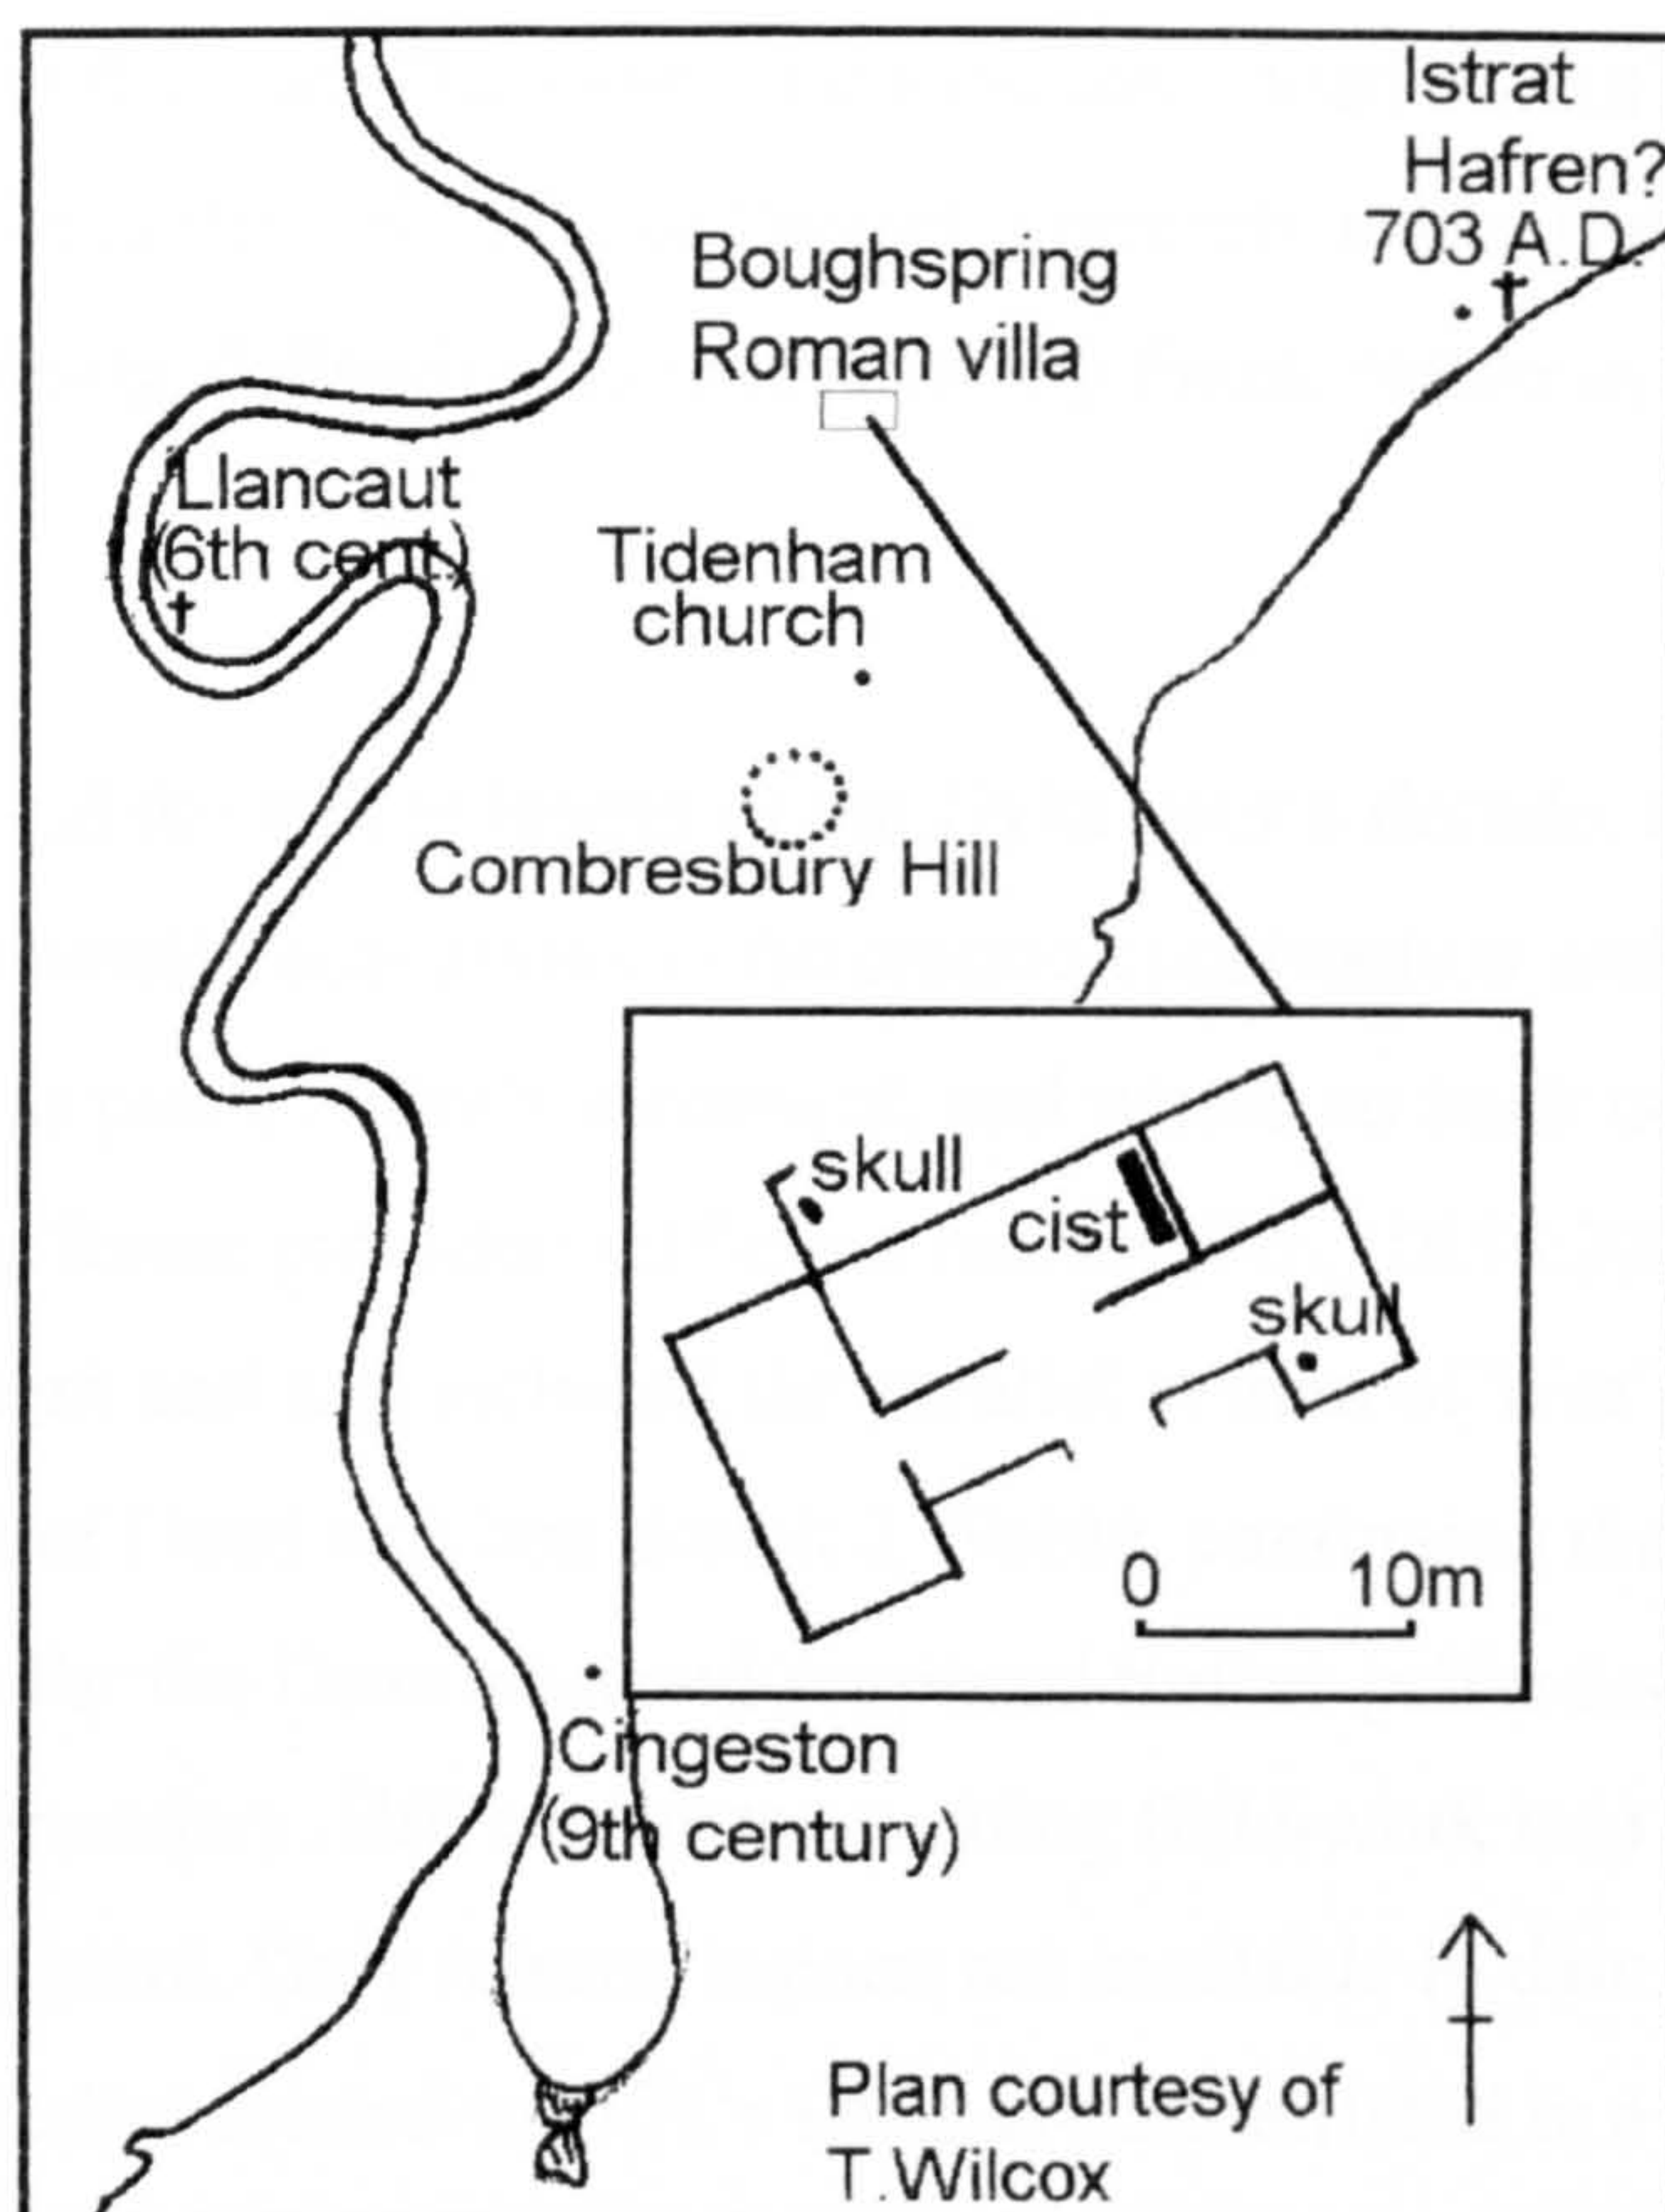 Istrat
Hafren?
703 A.D.
Boughspring
Roman villa
Llancaut
(6th cent.)
Tidenham
church
Combresbury Hill
skull
cist
skull
0 10m
Cingeston
(9th century)
Plan courtesy of
T.Wilcox